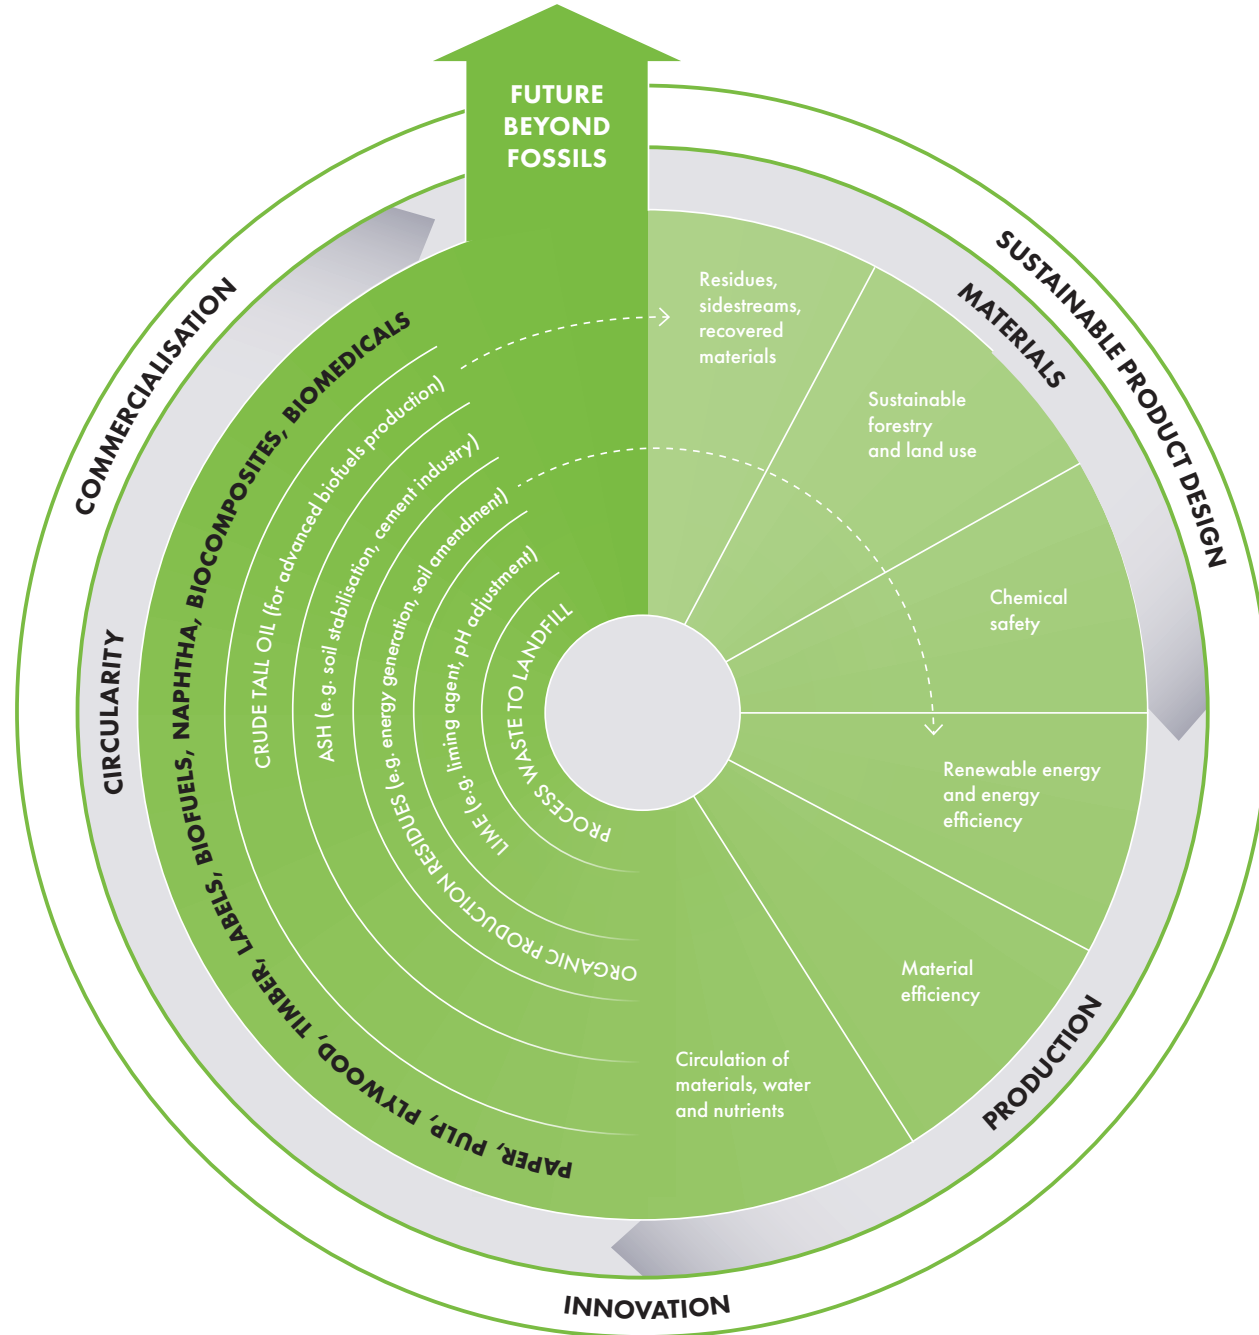 FUTURE
BEYOND
FOSSILS
SUSTAINABLE PRODUCT DESIGN
MATERIALS
Residues,
sidestreams,
recovered
materials
Sustainable
forestry
and land use
Chemical
safety
Renewable energy
and energy
efficiency
Material
efficiency
Circulation of
materials, water
and nutrients
PRODUCTION
INNOVATION
COMMERCIALISATION
CIRCULARITY
PAPER, PULP, PLYWOOD, TIMBER, LABELS, BIOFUELS, NAPHTHA, BIOCOMPOSITES, BIOMEDICALS
CRUDE TALL OIL (for advanced biofuels production)
ASH (e.g. soil stabilisation, cement industry)
ORGANIC PRODUCTION RESIDUES (e.g. energy generation, soil amendment)
LIME (e.g. liming agent, pH adjustment)
PROCESS WASTE TO LANDFILL